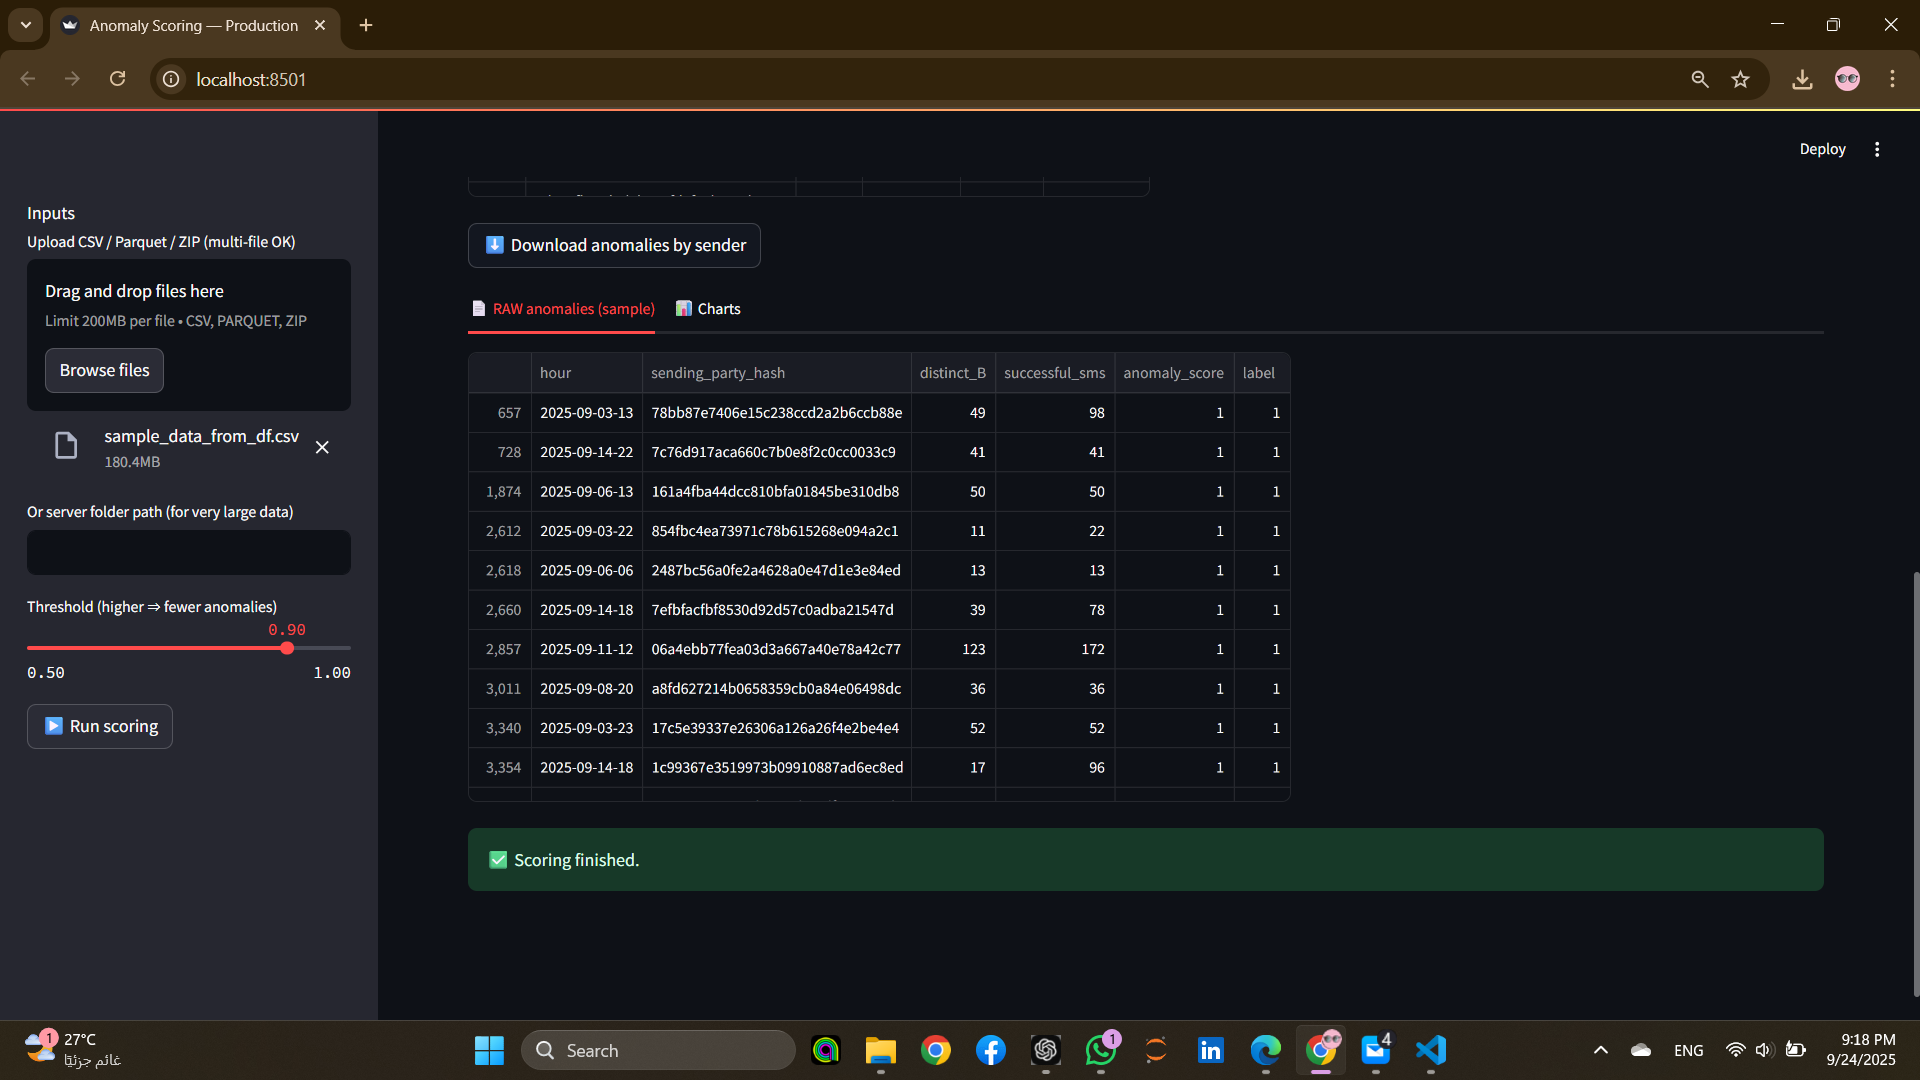 Anomaly Scoring — Production
localhost:8501
Deploy
Inputs
Upload CSV / Parquet / ZIP (multi-file OK)
Drag and drop files here
Limit 200MB per file • CSV, PARQUET, ZIP
Browse files
sample_data_from_df.csv
180.4MB
Or server folder path (for very large data)
Threshold (higher ⇒ fewer anomalies)
0.90
0.50 1.00
Run scoring
Download anomalies by sender
RAW anomalies (sample) Charts
hour sending_party_hash distinct_B successful_sms anomaly_score label
657 2025-09-03-13 78bb87e7406e15c238ccd2a2b6ccb88e 49 98 1 1
728 2025-09-14-22 7c76d917aca660c7b0e8f2c0cc0033c9 41 41 1 1
1,874 2025-09-06-13 161a4fba44dcc810bfa01845be310db8 50 50 1 1
2,612 2025-09-03-22 854fbc4ea73971c78b615268e094a2c1 11 22 1 1
2,618 2025-09-06-06 2487bc56a0fe2a4628a0e47d1e3e84ed 13 13 1 1
2,660 2025-09-14-18 7efbfacfbf8530d92d57c0adba21547d 39 78 1 1
2,857 2025-09-11-12 06a4ebb77fea03d3a667a40e78a42c77 123 172 1 1
3,011 2025-09-08-20 a8fd627214b0658359cb0a84e06498dc 36 36 1 1
3,340 2025-09-03-23 17c5e39337e26306a126a26f4e2be4e4 52 52 1 1
3,354 2025-09-14-18 1c99367e3519973b09910887ad6ec8ed 17 96 1 1
Scoring finished.
1
27°C
غائم جزئيًا
Search
1
4
ENG
9:18 PM
9/24/2025